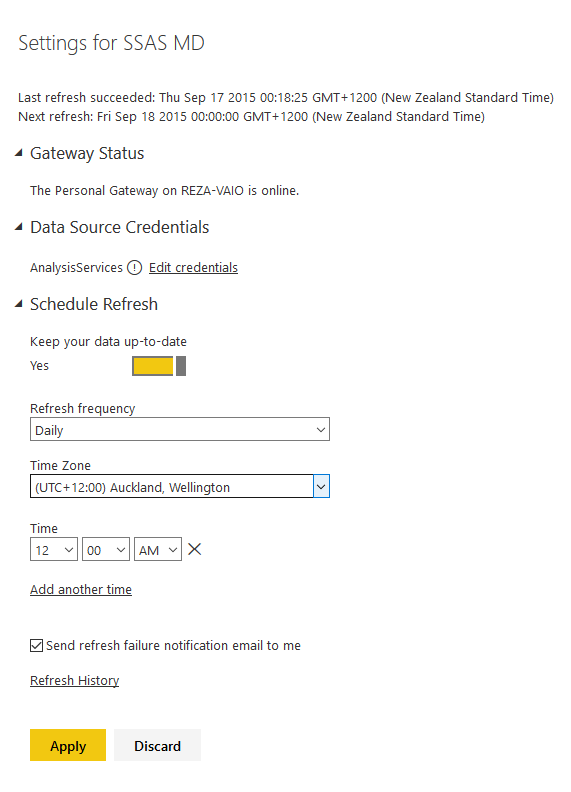 Settings for SSAS MD
Last refresh succeeded: Thu Sep 17 2015 00:18:25 GMT+1200 (New Zealand Standard Time)
Next refresh: Fri Sep 18 2015 00:00:00 GMT+1200 (New Zealand Standard Time)
Gateway Status
The Personal Gateway on REZA-VAIO is online.
Data Source Credentials
AnalysisServices ! Edit credentials
Schedule Refresh
Keep your data up-to-date
Yes
Refresh frequency
Daily
Time Zone
(UTC+12:00) Auckland, Wellington
Time
12 00 AM
Add another time
Send refresh failure notification email to me
Refresh History
Apply Discard